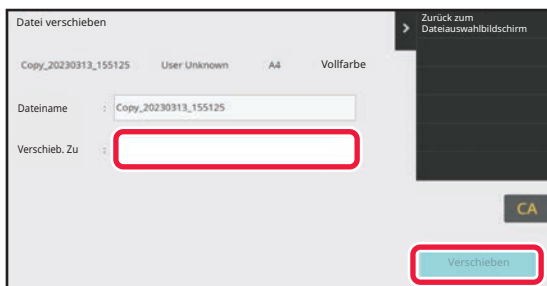 Datei verschieben
Zurück zum
Dateiauswahlbildschirm
Copy_20230313_155125 User Unknown A4 Vollfarbe
Dateiname : Copy_20230313_155125
Verschieb. Zu :
CA
Verschieben